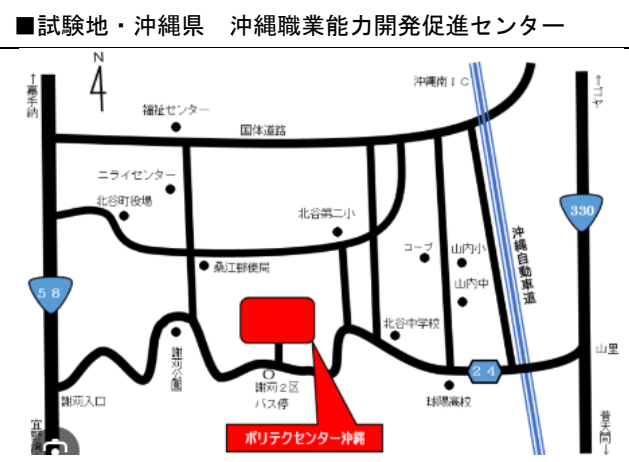 ■試験地・沖縄県 沖縄職業能力開発促進センター
N
↑嘉手納
福祉センター
沖縄南IC
↑ゴヤ
国体道路
ニライセンター
北谷町役場
北谷第二小
330
沖縄自動車道
コープ
山内小
桑江郵便局
山内中
58
北谷中学校
山里
謝苅公園
24
謝苅2区
バス停
謝苅入口
球陽高校
普天間↓
ポリテクセンター沖縄